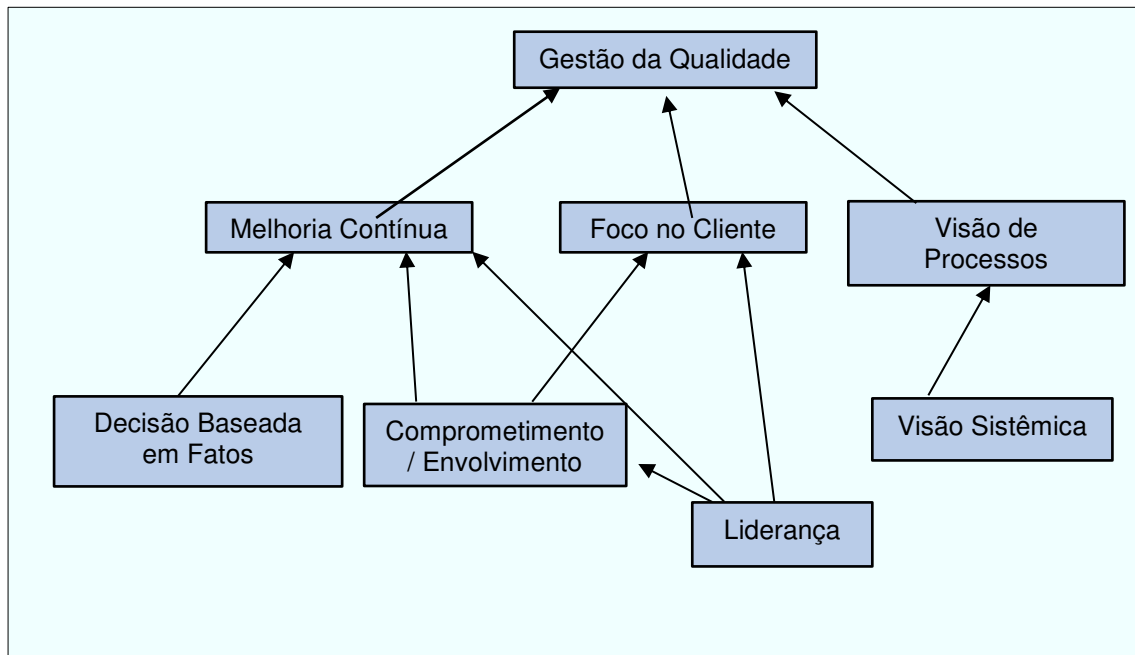 Gestão da Qualidade
Melhoria Contínua
Foco no Cliente
Visão de
Processos
Decisão Baseada
em Fatos
Comprometimento
/ Envolvimento
Visão Sistêmica
Liderança